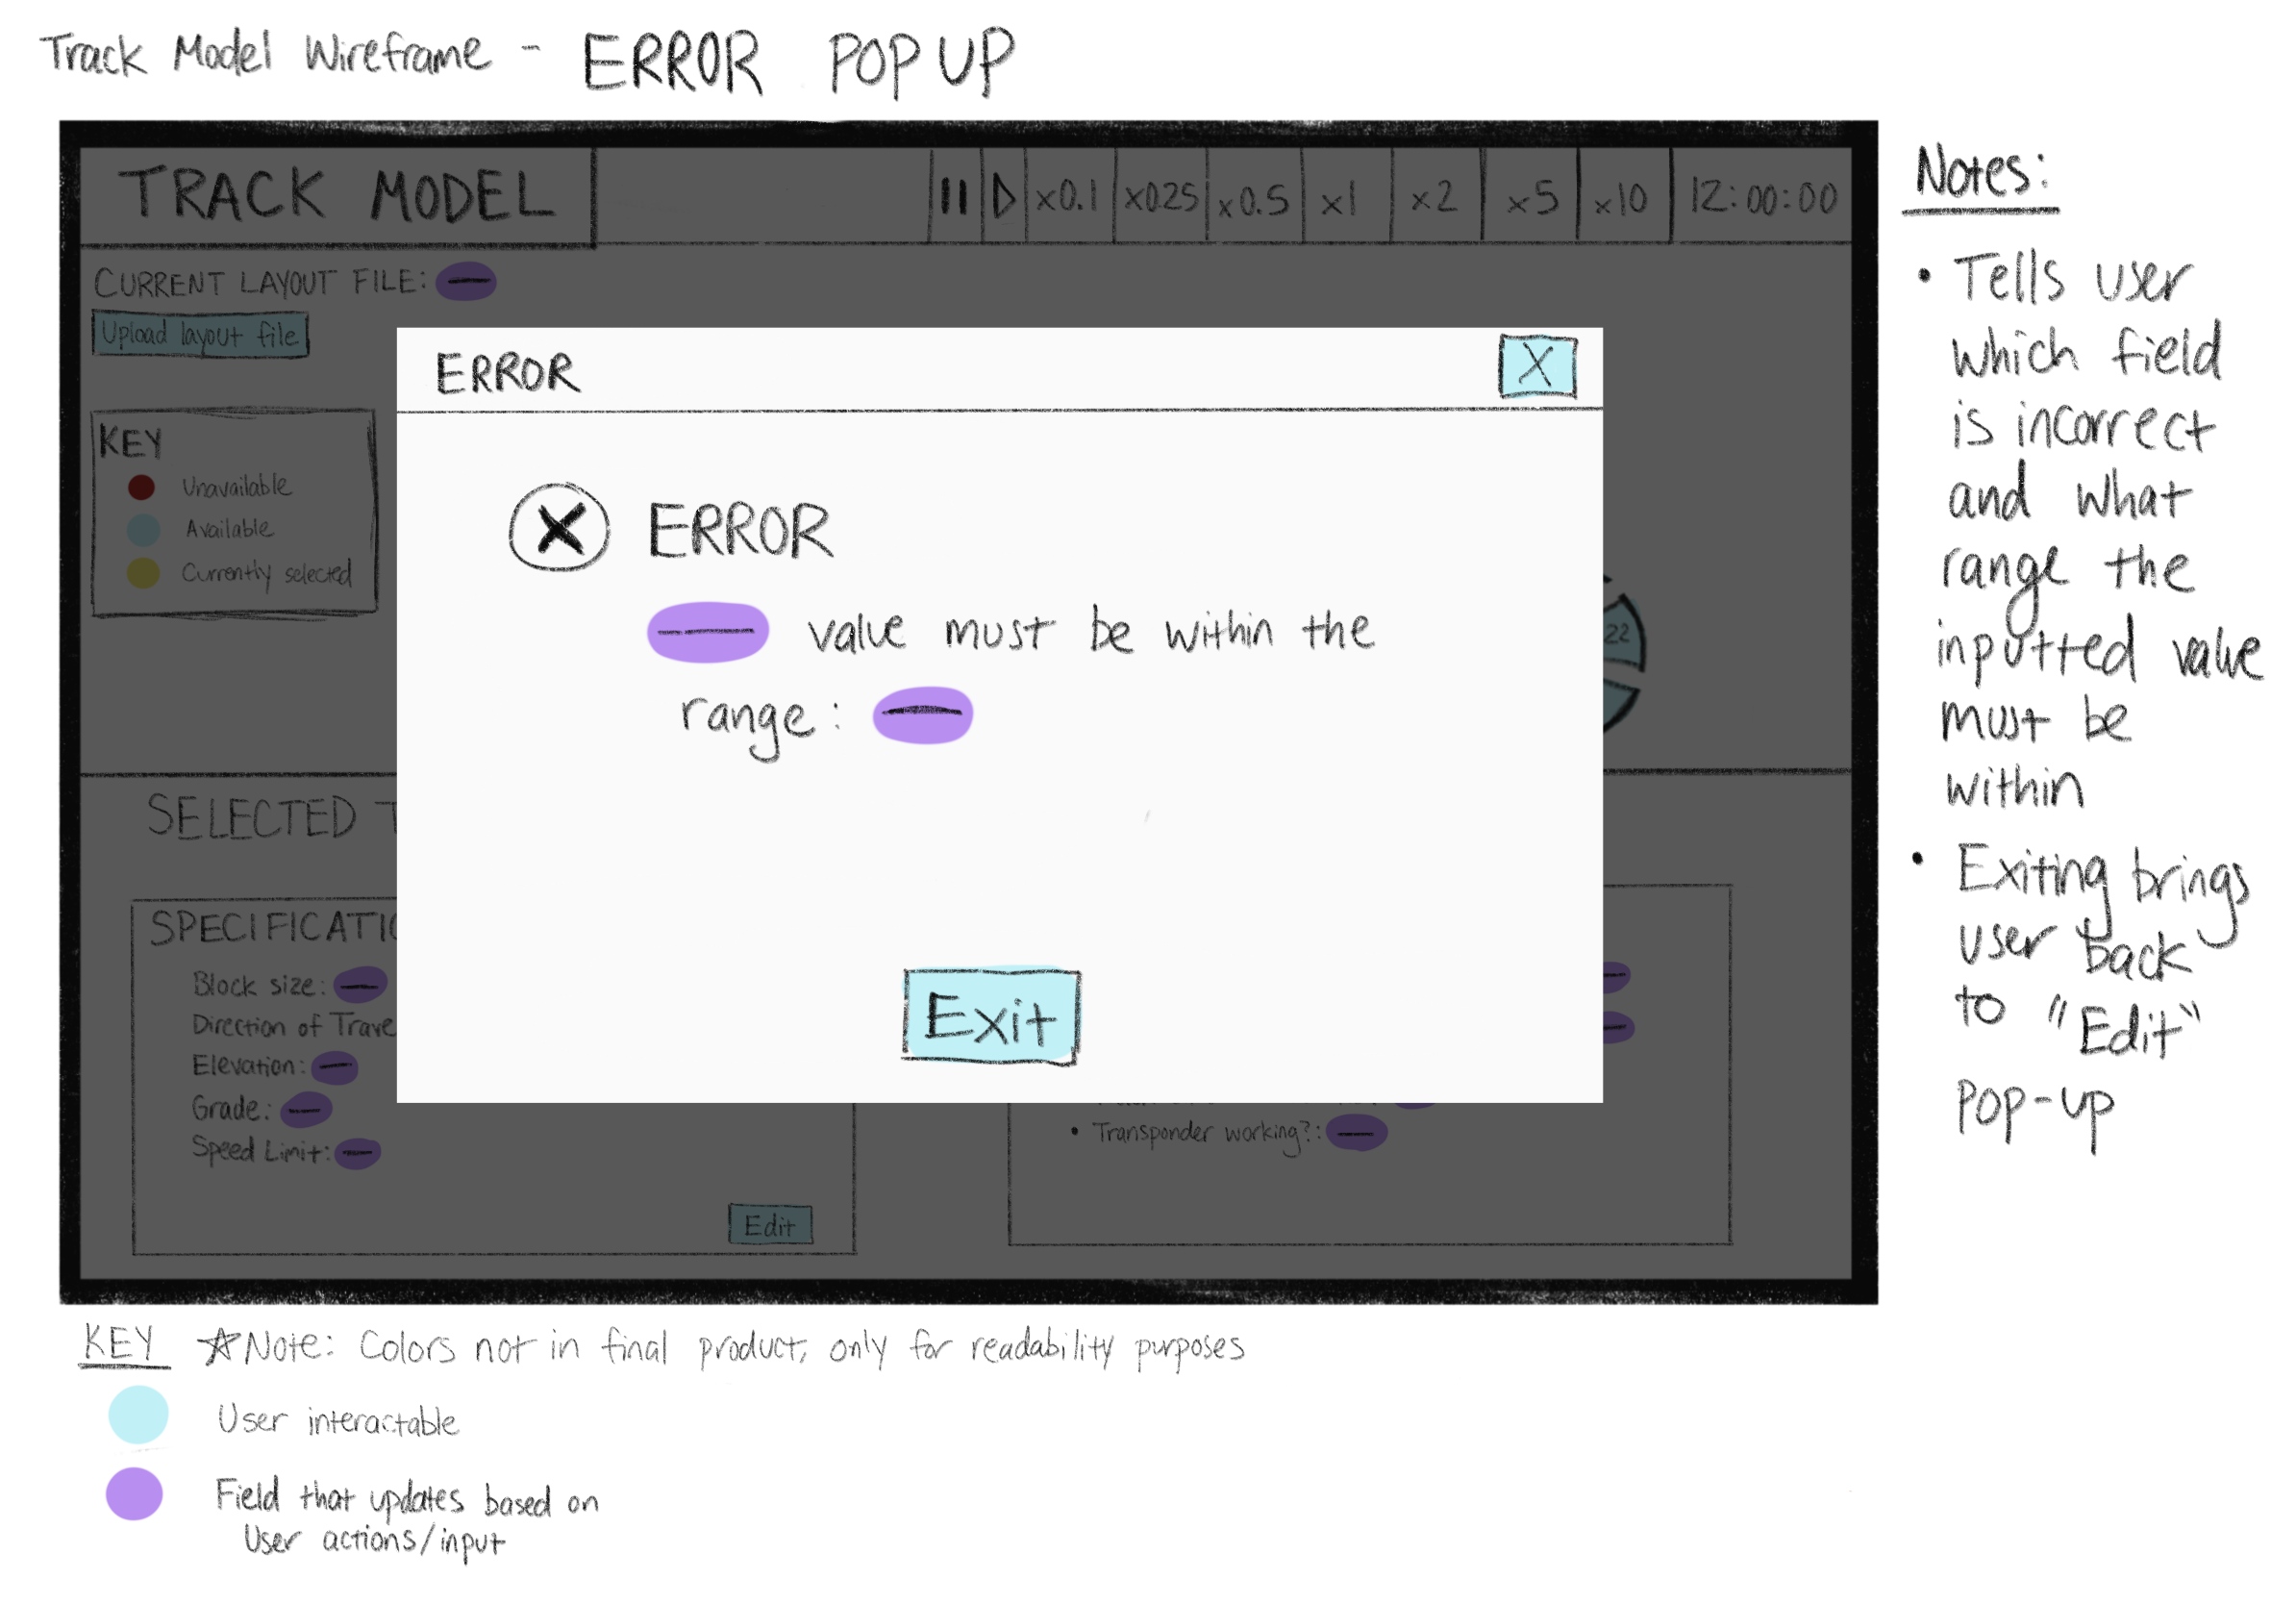 Track Model Wireframe - ERROR POP UP
TRACK MODEL
x0.1 x0.25 x0.5 x1 x2 x5 x10 12:00:00
CURRENT LAYOUT FILE:
Upload layout file
KEY
Unavailable
Available
Currently selected
ERROR X
ERROR
value must be within the
range:
Exit
22
SELECTED
SPECIFICATIO
Block size:
Direction of Trave
Elevation:
Grade:
Speed Limit:
Edit
• Transponder working?:
Notes:
• Tells user
which field
is incorrect
and what
range the
inputted value
must be
within
• Exiting brings
user back
to "Edit"
pop-up
KEY ☆Note: Colors not in final product, only for readability purposes
User interactable
Field that updates based on
User actions/input